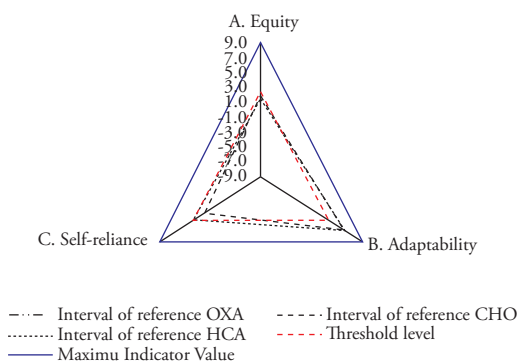 A. Equity
9.0
7.0
5.0
3.0
1.0
-1.0
-3.0
-5.0
-7.0
-9.0
C. Self-reliance
B. Adaptability
Interval of reference OXA
Interval of reference CHO
Interval of reference HCA
Threshold level
Maximu Indicator Value